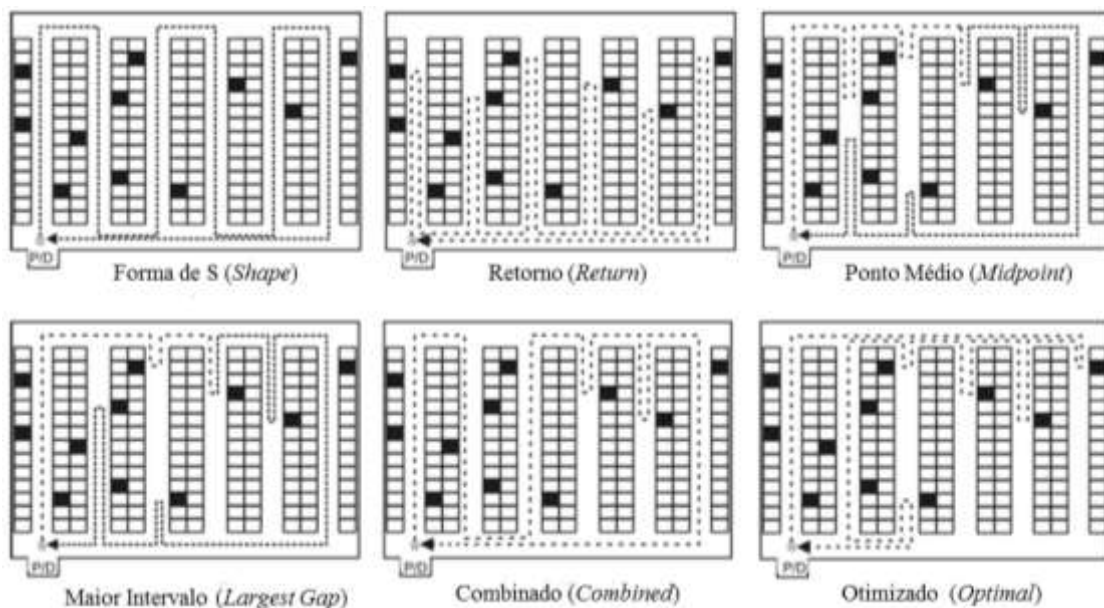 P/D
Forma de S (Shape)
P/D
Retorno (Return)
P/D
Ponto Médio (Midpoint)
P/D
Maior Intervalo (Largest Gap)
P/D
Combinado (Combined)
P/D
Otimizado (Optimal)